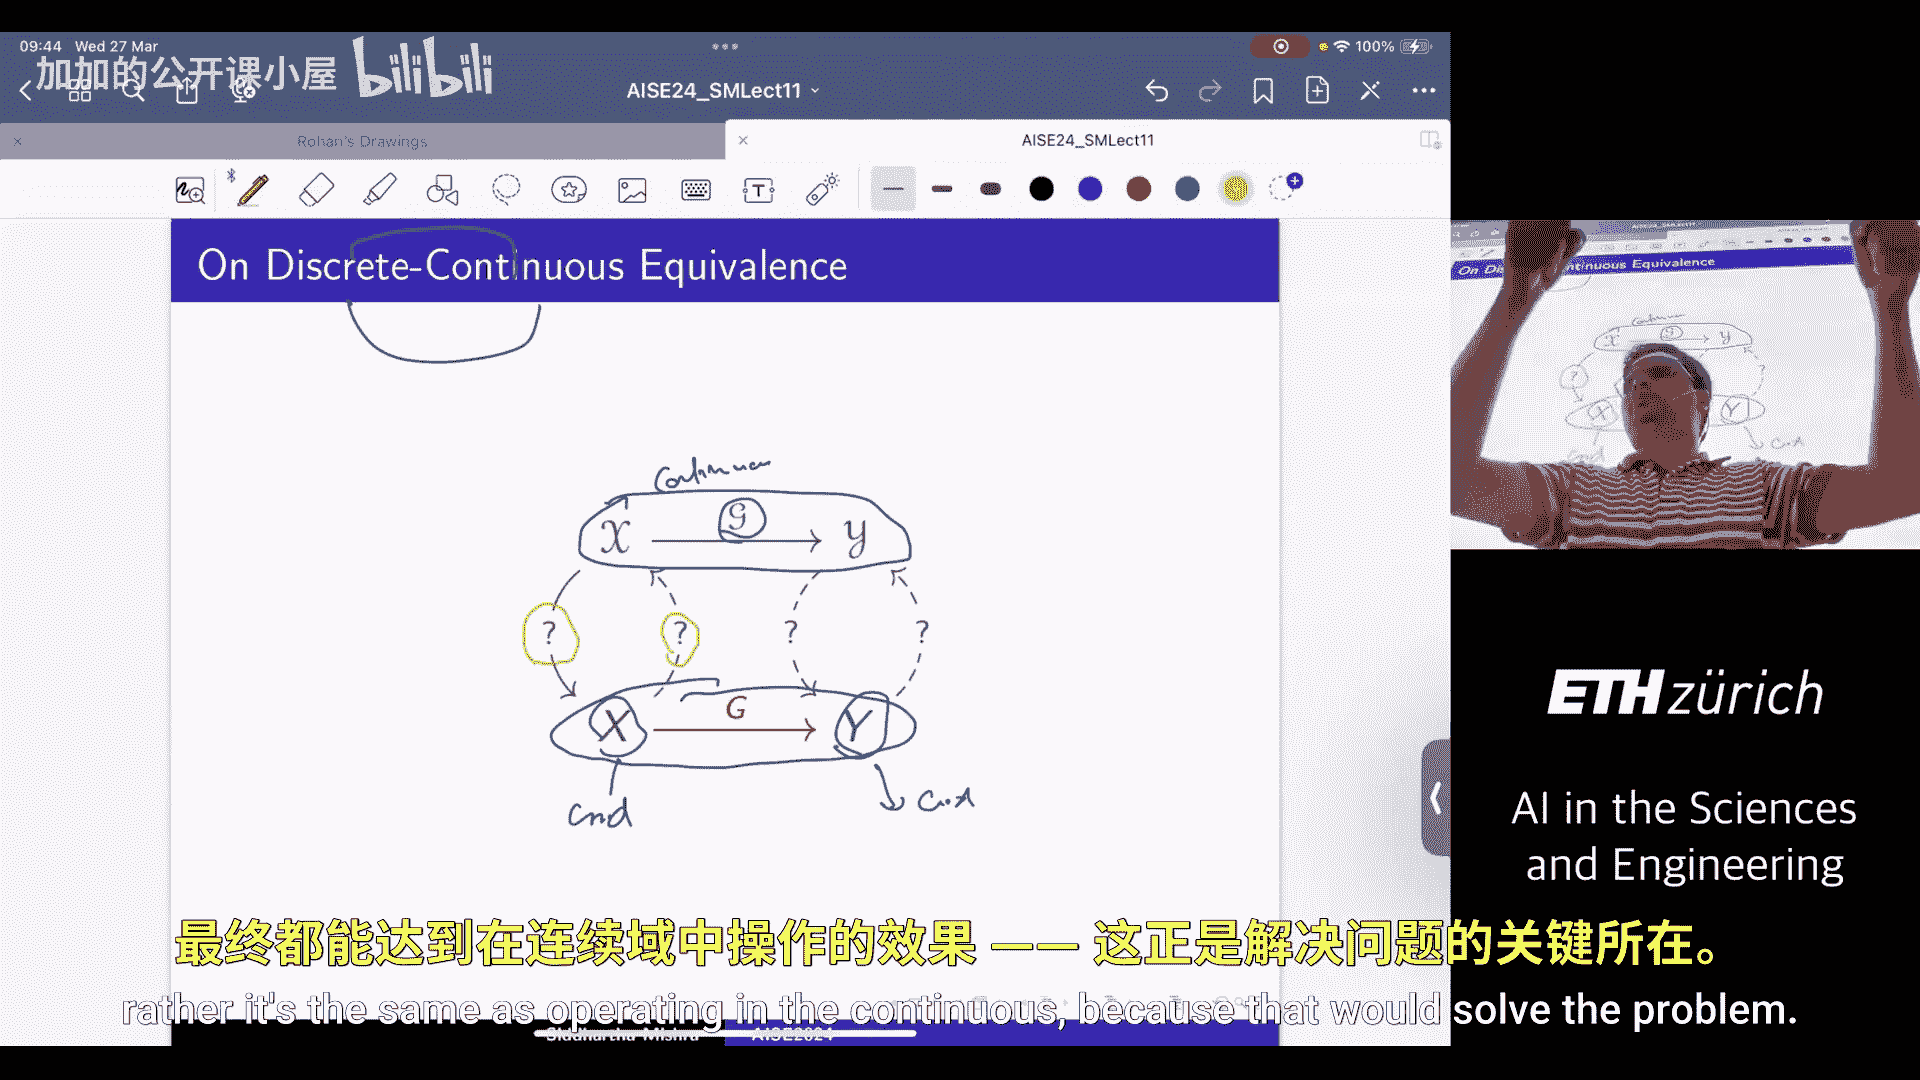 09:44 Wed 27 Mar
100%
加加的公开课小屋 bilibili
AISE24_SMLect11
Rohan's Drawings
AISE24_SMLect11
On Discrete-Continuous Equivalence
X G Y
? ? ? ?
X G Y
ETH zürich
AI in the Sciences
and Engineering
最终都能达到在连续域中操作的效果 —— 这正是解决问题的关键所在。
rather it's the same as operating in the continuous, because that would solve the problem.
Siddhartha Mishra AISE2024